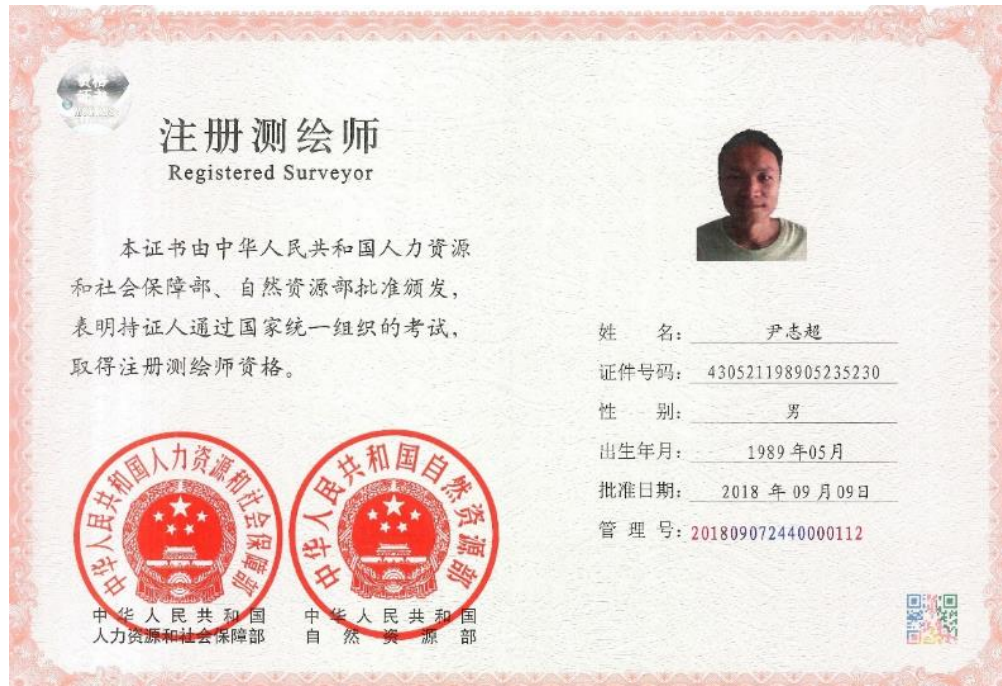 注册测绘师
Registered Surveyor
本证书由中华人民共和国人力资源
和社会保障部、自然资源部批准颁发，
表明持证人通过国家统一组织的考试，
取得注册测绘师资格。
中华人民共和国人力资源和社会保障部
中华人民共和国自然资源部
中华人民共和国
人力资源和社会保障部
中华人民共和国
自然资源部
姓 名： 尹志超
证件号码： 430521198905235230
性 别： 男
出生年月： 1989年05月
批准日期： 2018 年 09 月 09日
管 理 号： 201809072440000112